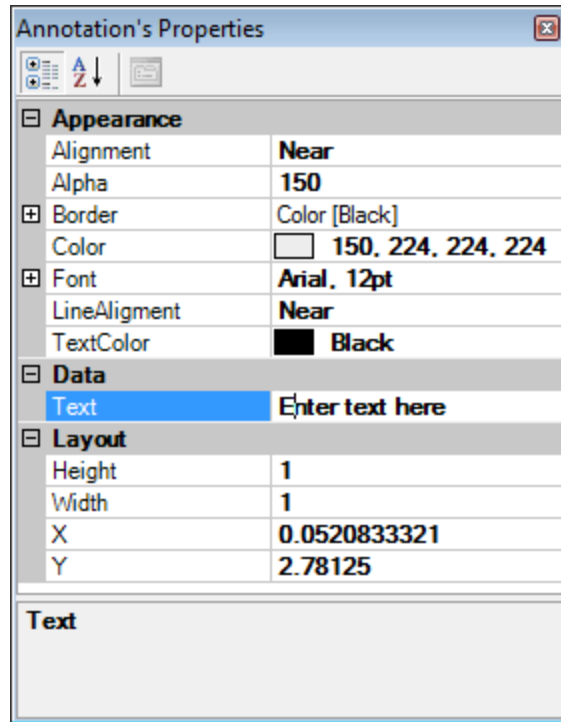 Annotation's Properties
Appearance
Alignment Near
Alpha 150
Border Color [Black]
Color 150, 224, 224, 224
Font Arial, 12pt
LineAligment Near
TextColor Black
Data
Text Enter text here
Layout
Height 1
Width 1
X 0.0520833321
Y 2.78125
Text